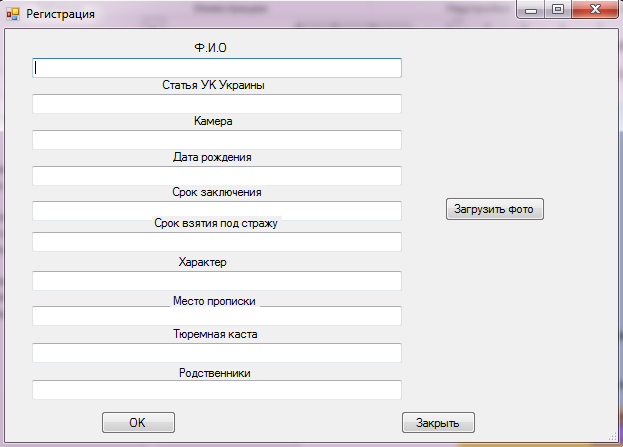 Регистрация
Ф.И.О
Статья УК Украины
Камера
Дата рождения
Срок заключения
Загрузить фото
Срок взятия под стражу
Характер
Место прописки
Тюремная каста
Родственники
OK
Закрыть